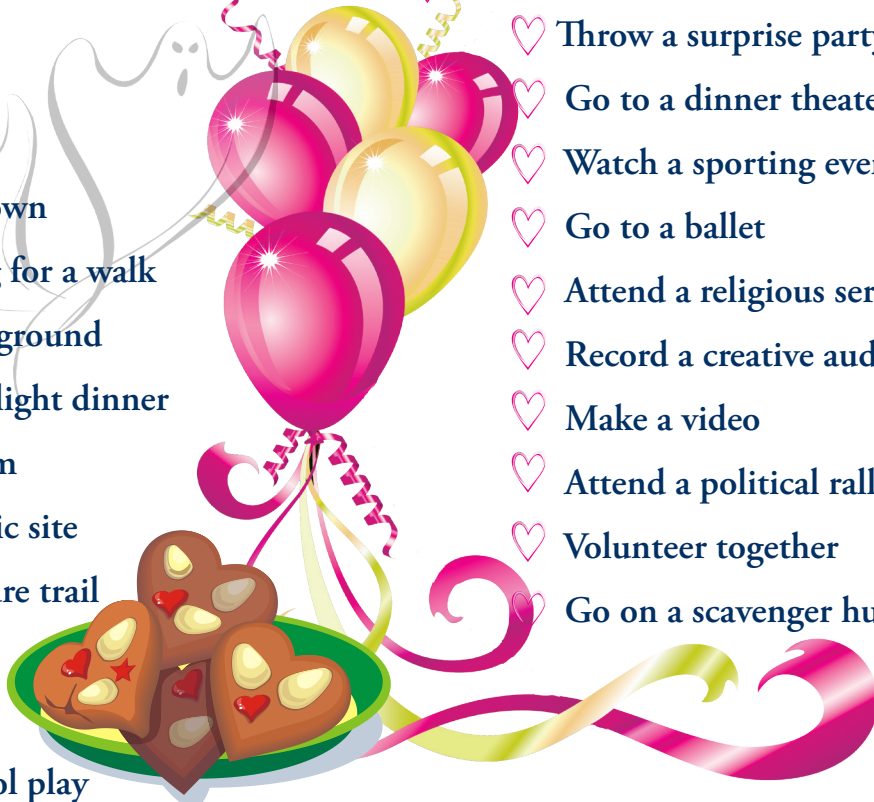 own
for a walk
ground
light dinner
m
ic site
re trail
ol play
Throw a surprise party
Go to a dinner theate
Watch a sporting eve
Go to a ballet
Attend a religious ser
Record a creative aud
Make a video
Attend a political rall
Volunteer together
Go on a scavenger hu